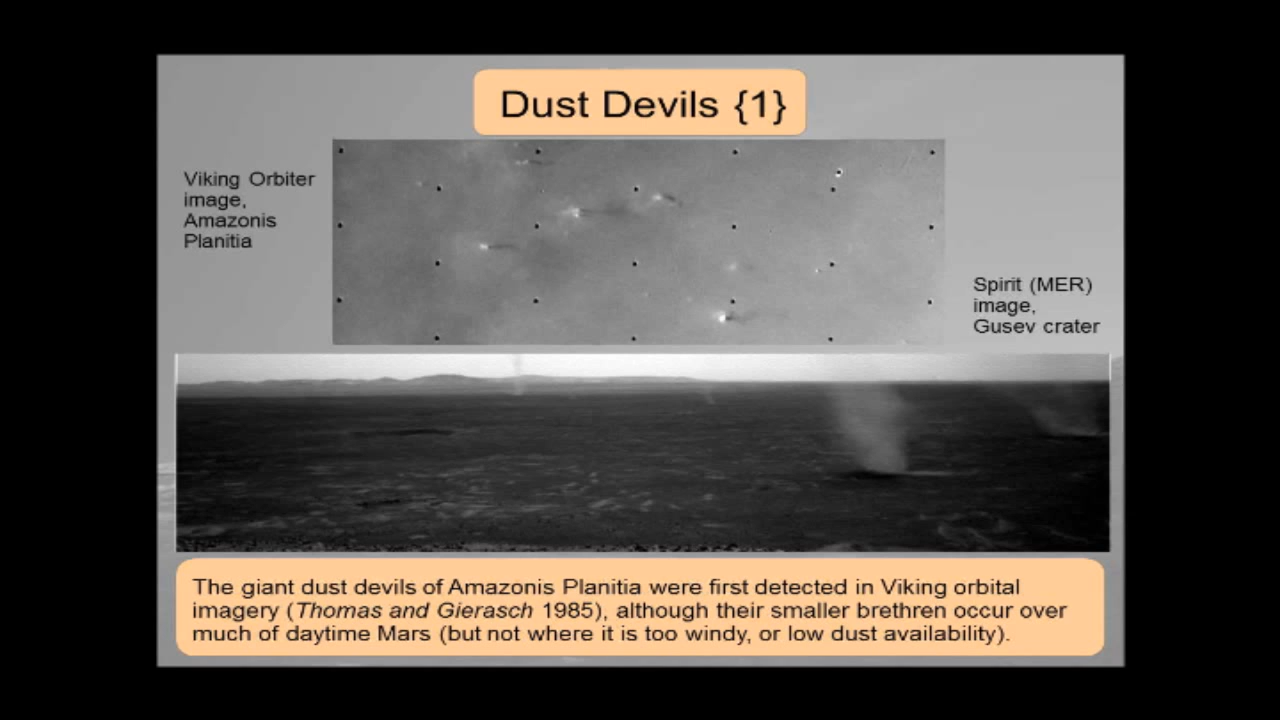 Dust Devils {1}
Viking Orbiter
image,
Amazonis
Planitia
Spirit (MER)
image,
Gusev crater
The giant dust devils of Amazonis Planitia were first detected in Viking orbital
imagery (Thomas and Gierasch 1985), although their smaller brethren occur over
much of daytime Mars (but not where it is too windy, or low dust availability).